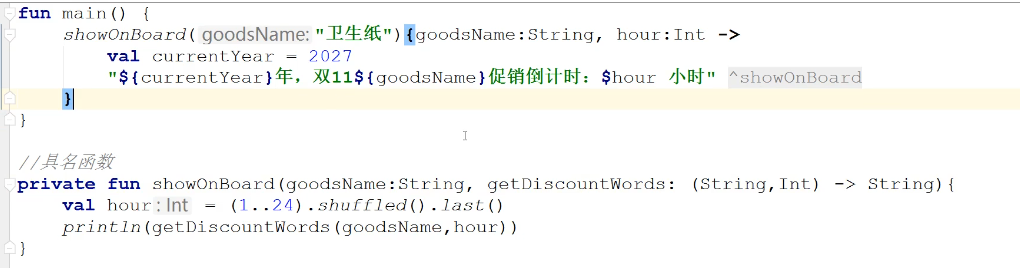 fun main() {
    showOnBoard( goodsName: "卫生纸"){goodsName:String, hour:Int ->
        val currentYear = 2027
        "${currentYear}年，双11${goodsName}促销倒计时：$hour 小时" ^showOnBoard
    }
}
//具名函数
private fun showOnBoard(goodsName:String, getDiscountWords: (String,Int) -> String){
    val hour: Int = (1..24).shuffled().last()
    println(getDiscountWords(goodsName,hour))
}